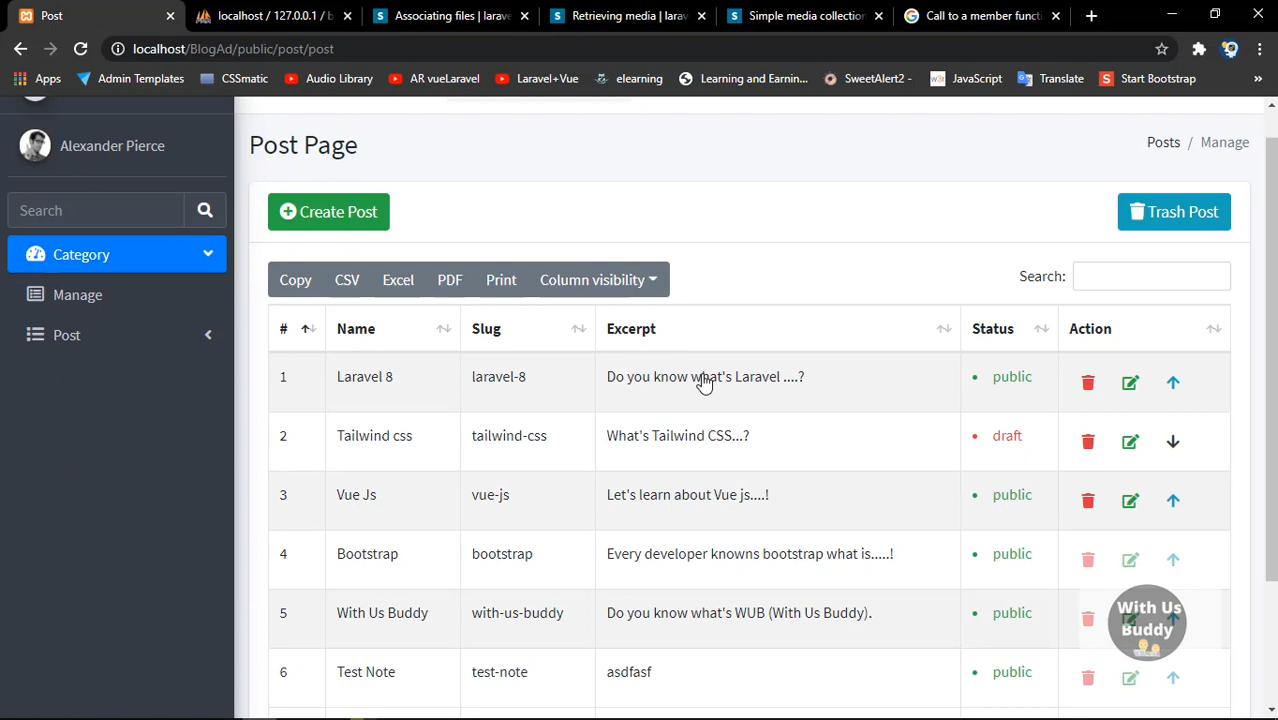 Post
localhost / 127.0.0.1 / b
Associating files | larave
Retrieving media | larav
Simple media collection
Call to a member functi
localhost/BlogAd/public/post/post
Apps
Admin Templates
CSSmatic
Audio Library
AR vueLaravel
Laravel+Vue
elearning
Learning and Earnin...
SweetAlert2 -
JavaScript
Translate
Start Bootstrap
Alexander Pierce
Search
Category
Manage
Post
Post Page
Posts / Manage
Create Post
Trash Post
Copy CSV Excel PDF Print Column visibility
Search:
# Name Slug Excerpt Status Action
1 Laravel 8 laravel-8 Do you know what's Laravel ....? public
2 Tailwind css tailwind-css What's Tailwind CSS...? draft
3 Vue Js vue-js Let's learn about Vue js....! public
4 Bootstrap bootstrap Every developer knowns bootstrap what is.....! public
5 With Us Buddy with-us-buddy Do you know what's WUB (With Us Buddy). public
6 Test Note test-note asdfasf public
With Us
Buddy